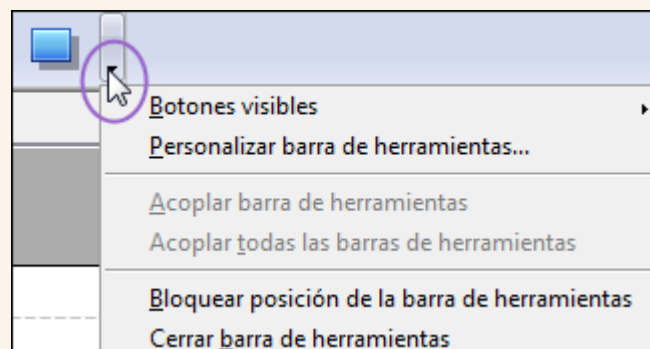 Botones visibles
Personalizar barra de herramientas...
Acoplar barra de herramientas
Acoplar todas las barras de herramientas
Bloquear posición de la barra de herramientas
Cerrar barra de herramientas